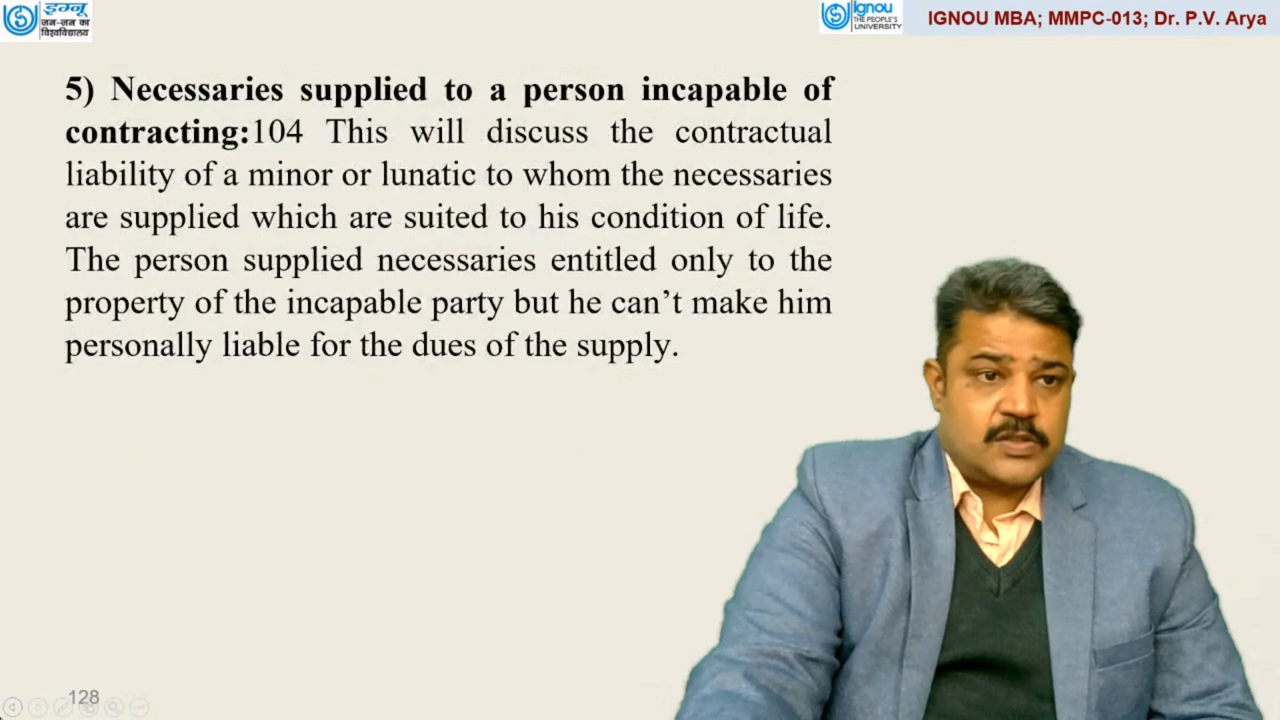 इग्नू
जन-जन का
विश्वविद्यालय
ignou
THE PEOPLE'S
UNIVERSITY
IGNOU MBA; MMPC-013; Dr. P.V. Arya
5) Necessaries supplied to a person incapable of
contracting:104 This will discuss the contractual
liability of a minor or lunatic to whom the necessaries
are supplied which are suited to his condition of life.
The person supplied necessaries entitled only to the
property of the incapable party but he can’t make him
personally liable for the dues of the supply.
128